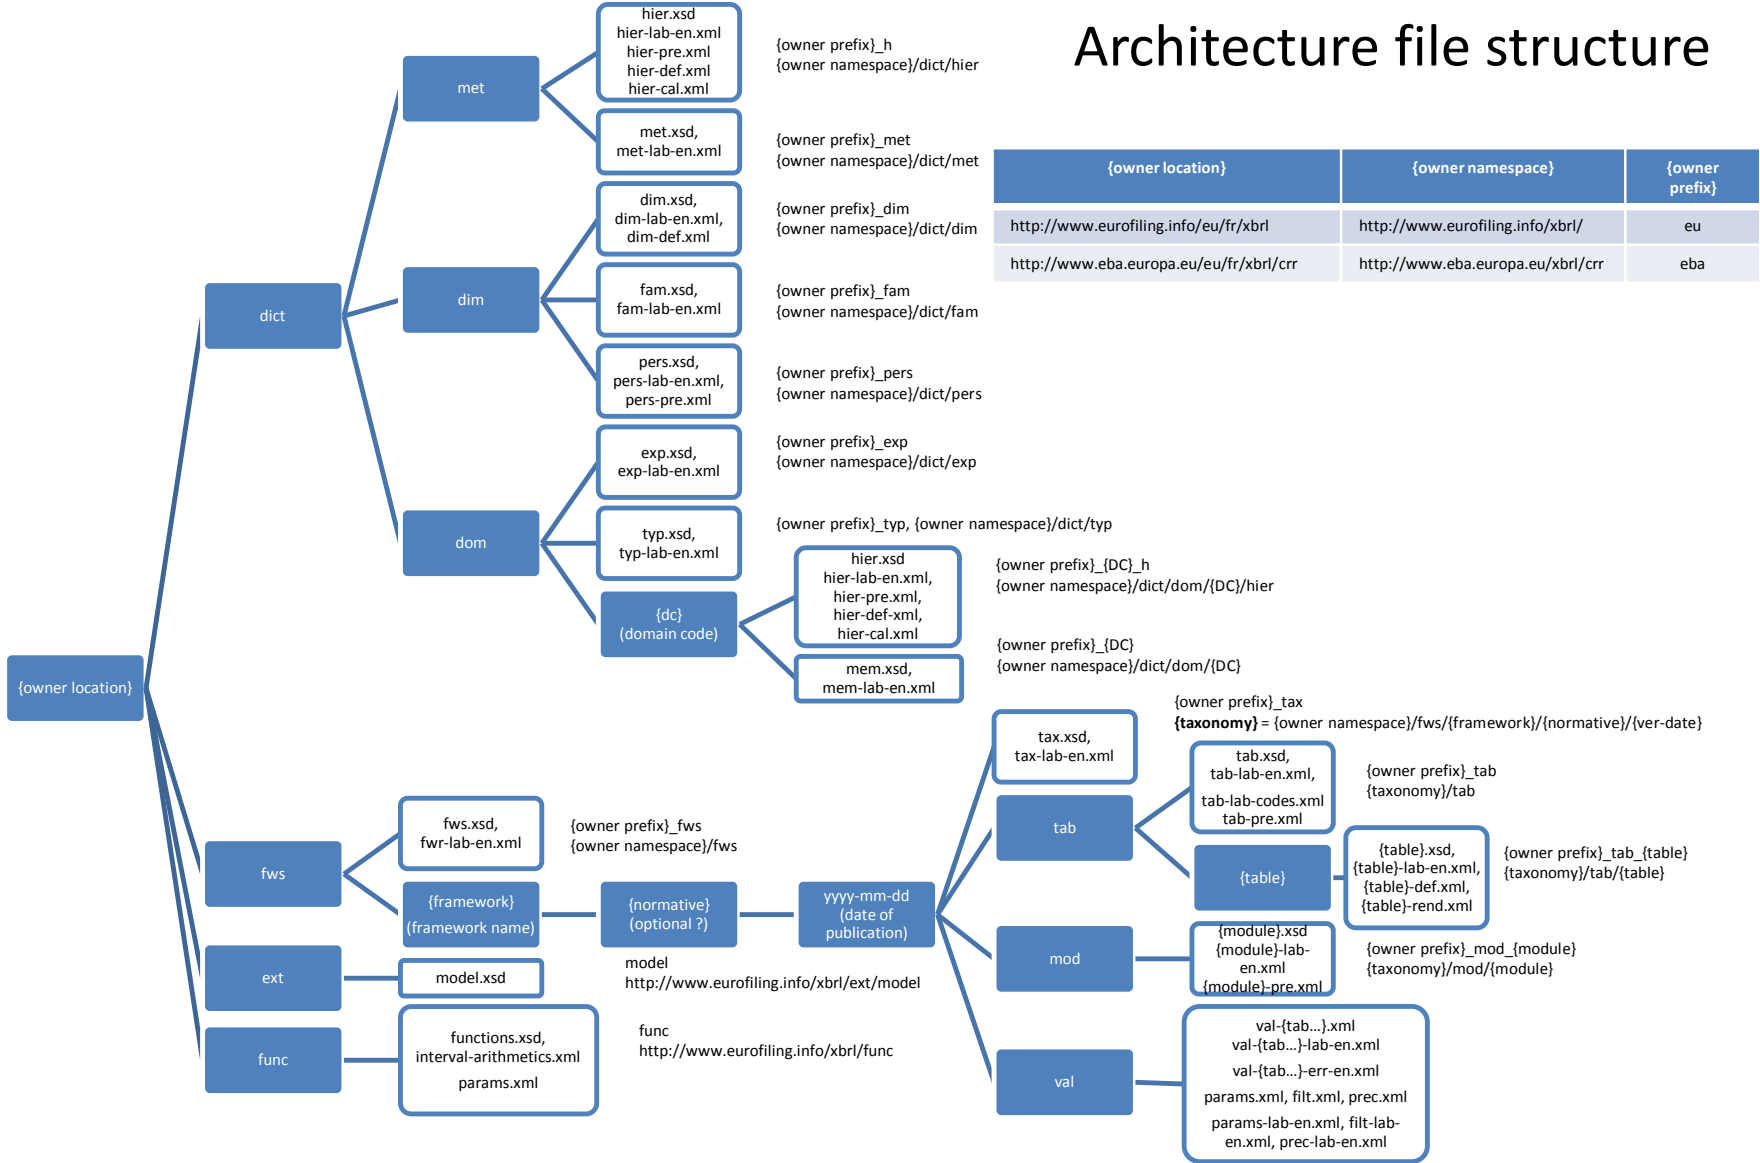 Architecture file structure
hier.xsd
hier-lab-en.xml
hier-pre.xml
hier-def.xml
hier-cal.xml
{owner prefix}_h
{owner namespace}/dict/hier
met
met.xsd,
met-lab-en.xml
{owner prefix}_met
{owner namespace}/dict/met
{owner location}
{owner namespace}
{owner
prefix}
http://www.eurofiling.info/eu/fr/xbrl
http://www.eurofiling.info/xbrl/
eu
http://www.eba.europa.eu/eu/fr/xbrl/crr
http://www.eba.europa.eu/xbrl/crr
eba
dim.xsd,
dim-lab-en.xml,
dim-def.xml
{owner prefix}_dim
{owner namespace}/dict/dim
dict
dim
fam.xsd,
fam-lab-en.xml
{owner prefix}_fam
{owner namespace}/dict/fam
pers.xsd,
pers-lab-en.xml,
pers-pre.xml
{owner prefix}_pers
{owner namespace}/dict/pers
exp.xsd,
exp-lab-en.xml
{owner prefix}_exp
{owner namespace}/dict/exp
dom
typ.xsd,
typ-lab-en.xml
{owner prefix}_typ, {owner namespace}/dict/typ
{dc}
(domain code)
hier.xsd
hier-lab-en.xml,
hier-pre.xml,
hier-def-xml,
hier-cal.xml
{owner prefix}_{DC}_h
{owner namespace}/dict/dom/{DC}/hier
mem.xsd,
mem-lab-en.xml
{owner prefix}_{DC}
{owner namespace}/dict/dom/{DC}
{owner location}
tax.xsd,
tax-lab-en.xml
{owner prefix}_tax
{taxonomy} = {owner namespace}/fws/{framework}/{normative}/{ver-date}
fws
fws.xsd,
fwr-lab-en.xml
{owner prefix}_fws
{owner namespace}/fws
{framework}
(framework name)
{normative}
(optional ?)
yyyy-mm-dd
(date of
publication)
tab
tab.xsd,
tab-lab-en.xml,
tab-lab-codes.xml
tab-pre.xml
{owner prefix}_tab
{taxonomy}/tab
{table}
{table}.xsd,
{table}-lab-en.xml,
{table}-def.xml,
{table}-rend.xml
{owner prefix}_tab_{table}
{taxonomy}/tab/{table}
mod
{module}.xsd
{module}-lab-
en.xml
{module}-pre.xml
{owner prefix}_mod_{module}
{taxonomy}/mod/{module}
ext
model.xsd
model
http://www.eurofiling.info/xbrl/ext/model
func
functions.xsd,
interval-arithmetics.xml
params.xml
func
http://www.eurofiling.info/xbrl/func
val
val-{tab...}.xml
val-{tab...}-lab-en.xml
val-{tab...}-err-en.xml
params.xml, filt.xml, prec.xml
params-lab-en.xml, filt-lab-
en.xml, prec-lab-en.xml